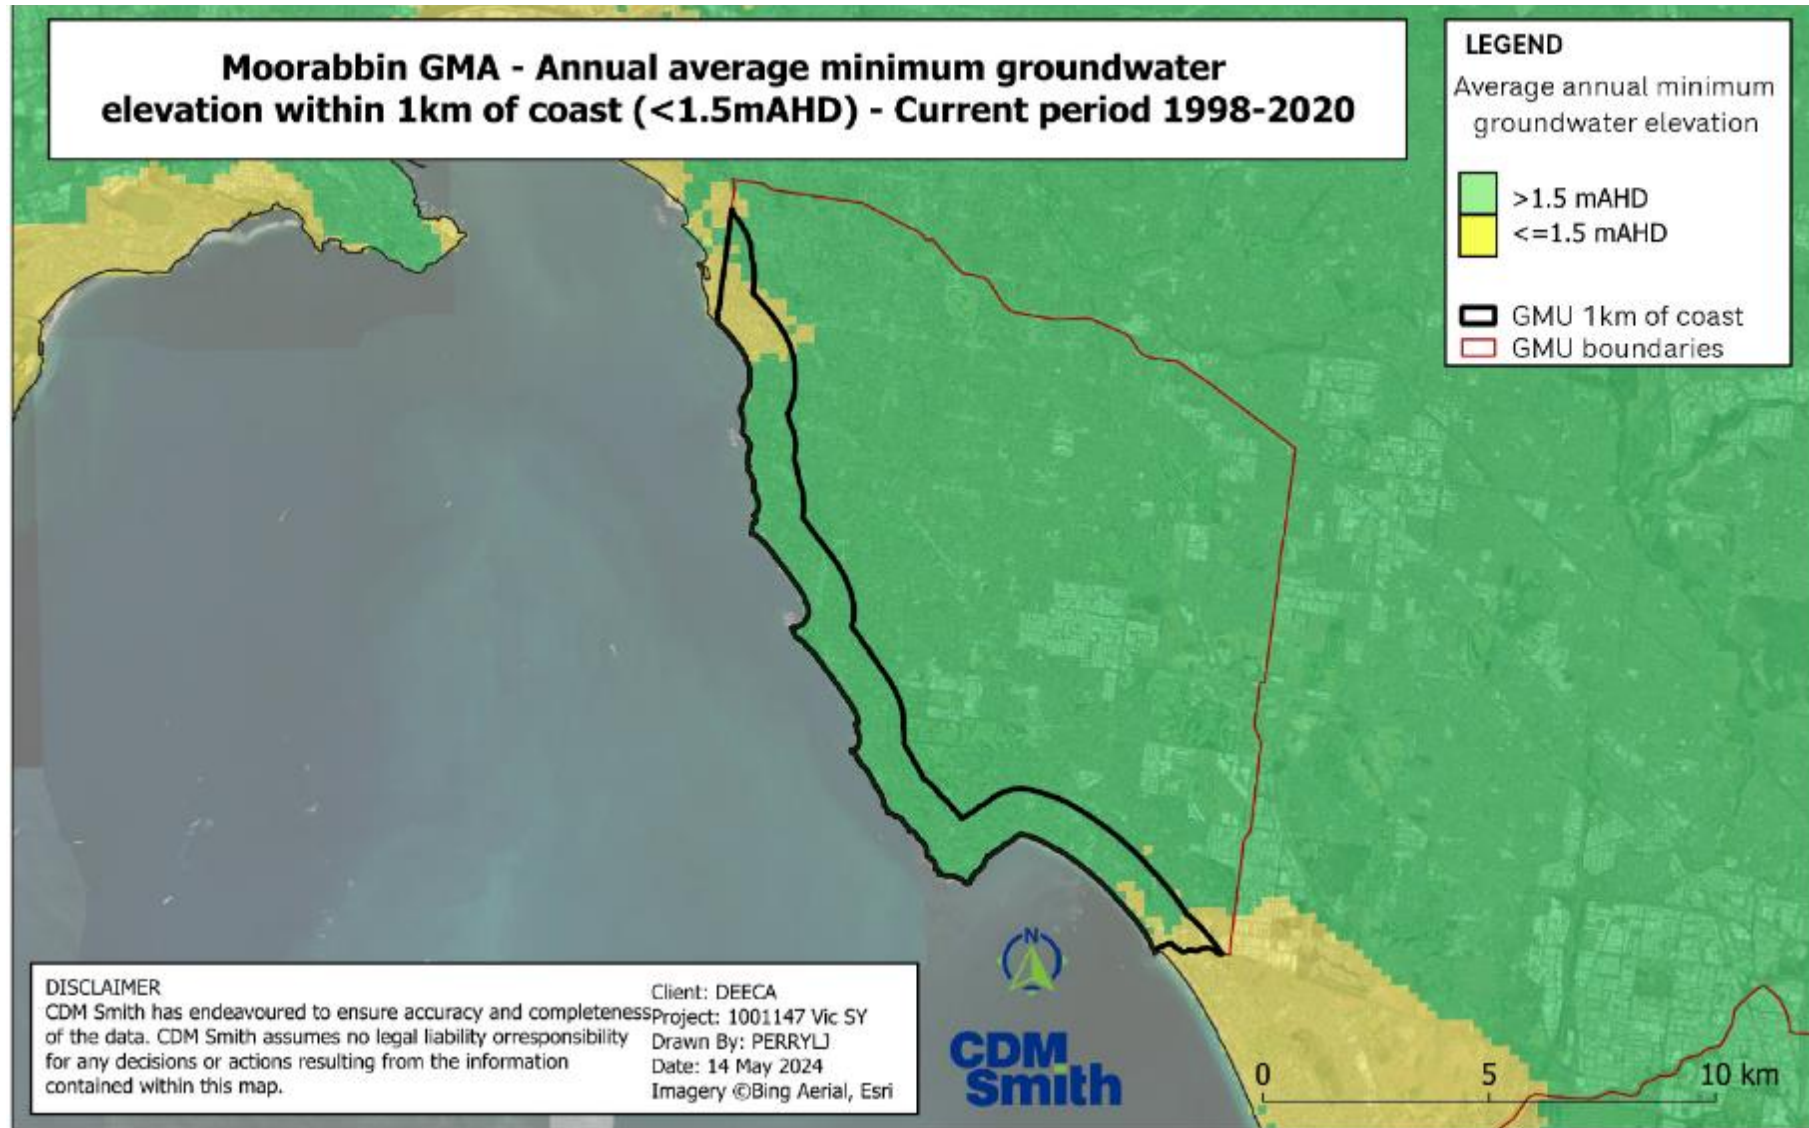 Moorabbin GMA - Annual average minimum groundwater
elevation within 1km of coast (<1.5mAHD) - Current period 1998-2020
LEGEND
Average annual minimum
groundwater elevation
>1.5 mAHD
<=1.5 mAHD
GMU 1km of coast
GMU boundaries
DISCLAIMER
CDM Smith has endeavoured to ensure accuracy and completeness
of the data. CDM Smith assumes no legal liability orresponsibility
for any decisions or actions resulting from the information
contained within this map.
Client: DEECA
Project: 1001147 Vic SY
Drawn By: PERRYLJ
Date: 14 May 2024
Imagery ©Bing Aerial, Esri
N
CDM
Smith
0 5 10 km